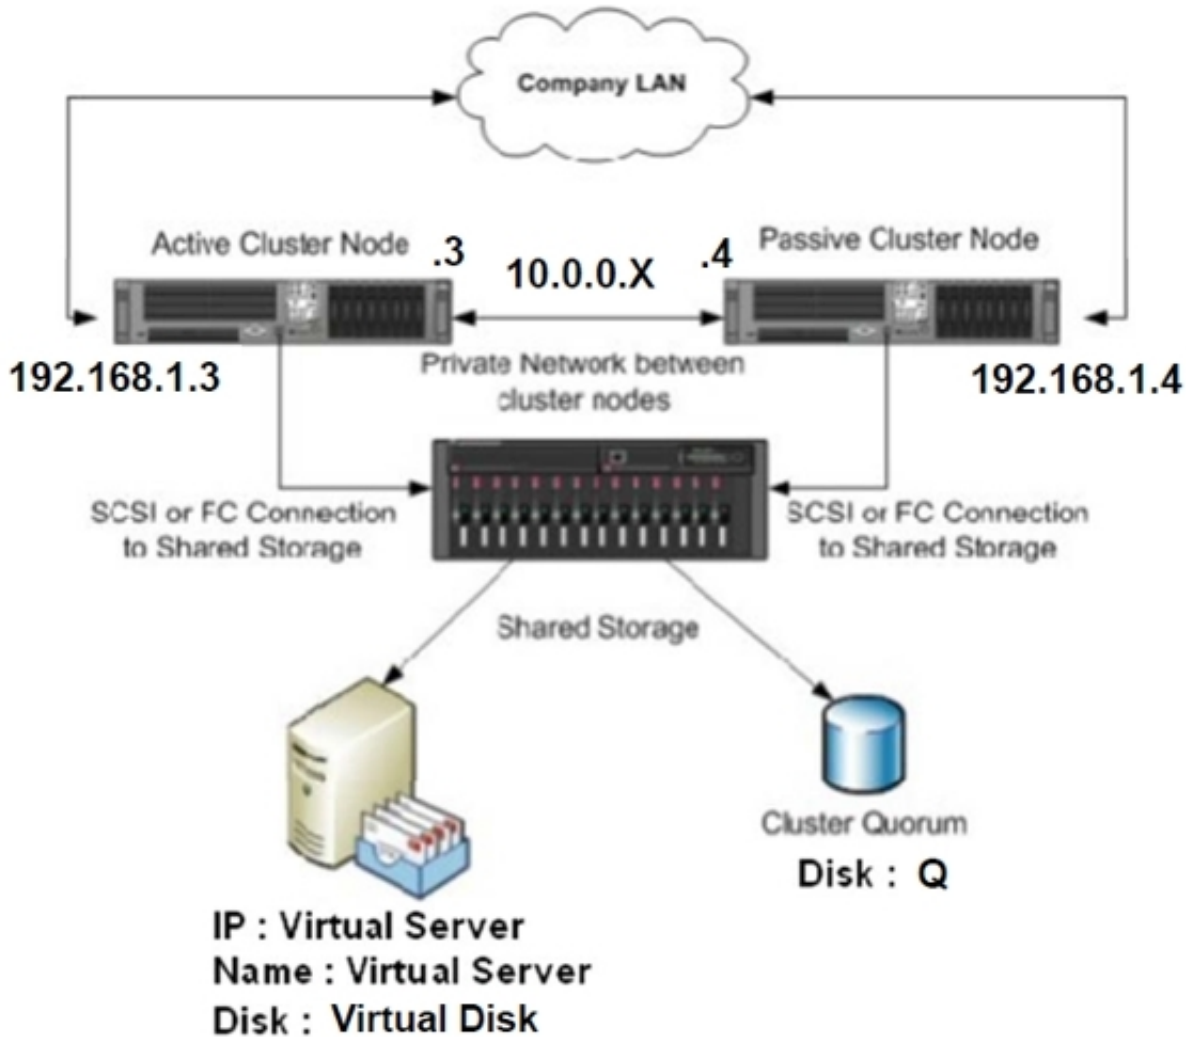 Company LAN
Active Cluster Node
.3
10.0.0.X
.4
Passive Cluster Node
192.168.1.3
Private Network between
cluster nodes
192.168.1.4
SCSI or FC Connection
to Shared Storage
SCSI or FC Connection
to Shared Storage
Shared Storage
Cluster Quorum
Disk : Q
IP : Virtual Server
Name : Virtual Server
Disk : Virtual Disk